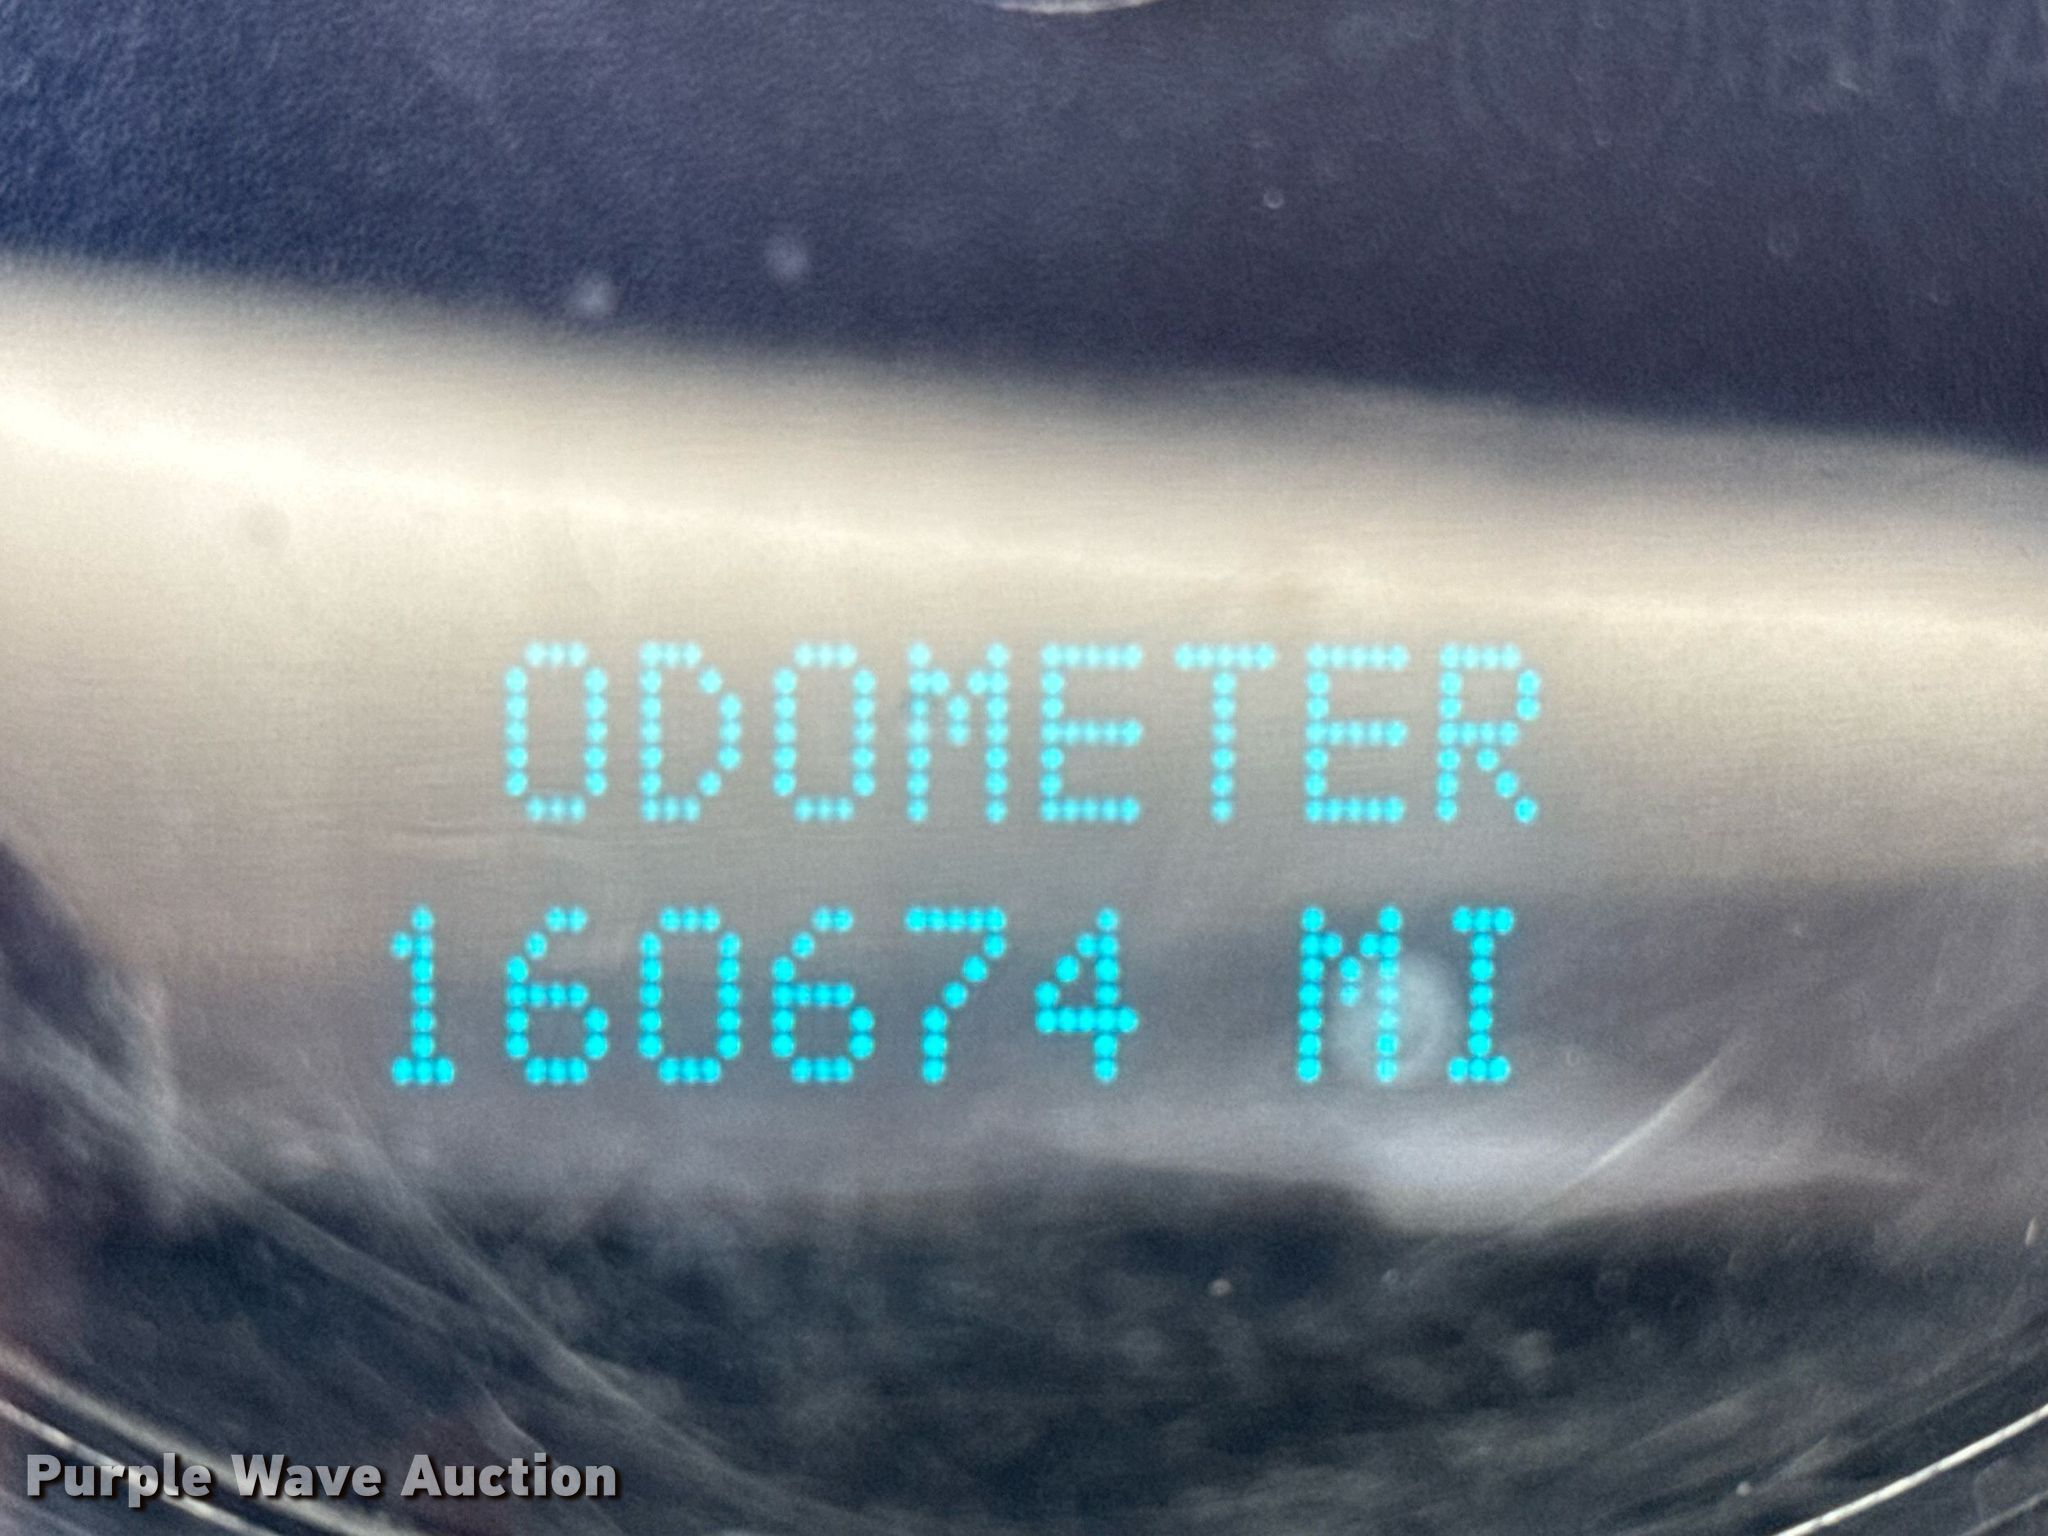 ODOMETER
160674 MI
Purple Wave Auction